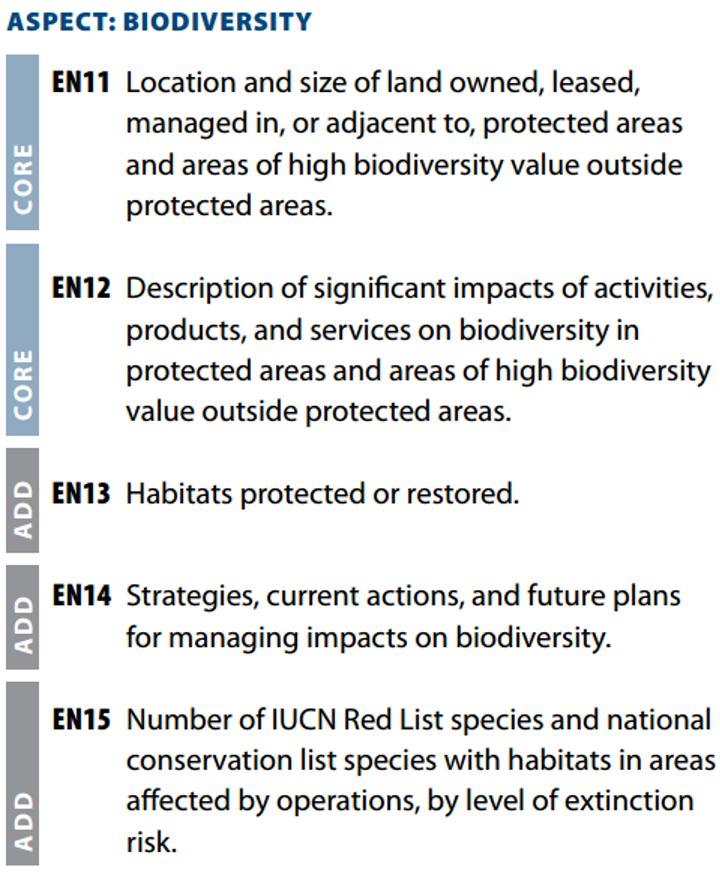 ASPECT: BIODIVERSITY
CORE
EN11 Location and size of land owned, leased,
managed in, or adjacent to, protected areas
and areas of high biodiversity value outside
protected areas.
CORE
EN12 Description of significant impacts of activities,
products, and services on biodiversity in
protected areas and areas of high biodiversity
value outside protected areas.
ADD
EN13 Habitats protected or restored.
ADD
EN14 Strategies, current actions, and future plans
for managing impacts on biodiversity.
ADD
EN15 Number of IUCN Red List species and national
conservation list species with habitats in areas
affected by operations, by level of extinction
risk.